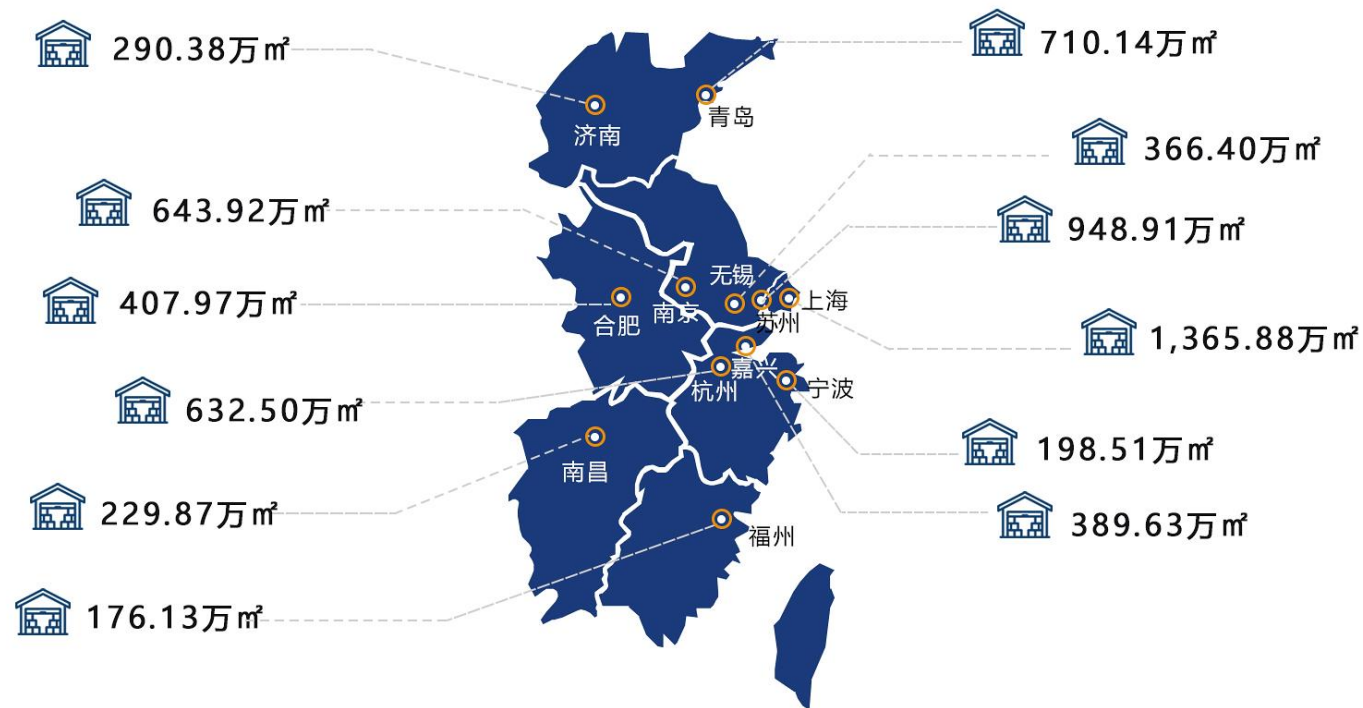 290.38万㎡
710.14万㎡
济南
青岛
366.40万㎡
643.92万㎡
948.91万㎡
无锡
407.97万㎡
南京
上海
合肥
苏州
1,365.88万㎡
嘉兴
杭州
宁波
632.50万㎡
198.51万㎡
南昌
229.87万㎡
389.63万㎡
福州
176.13万㎡